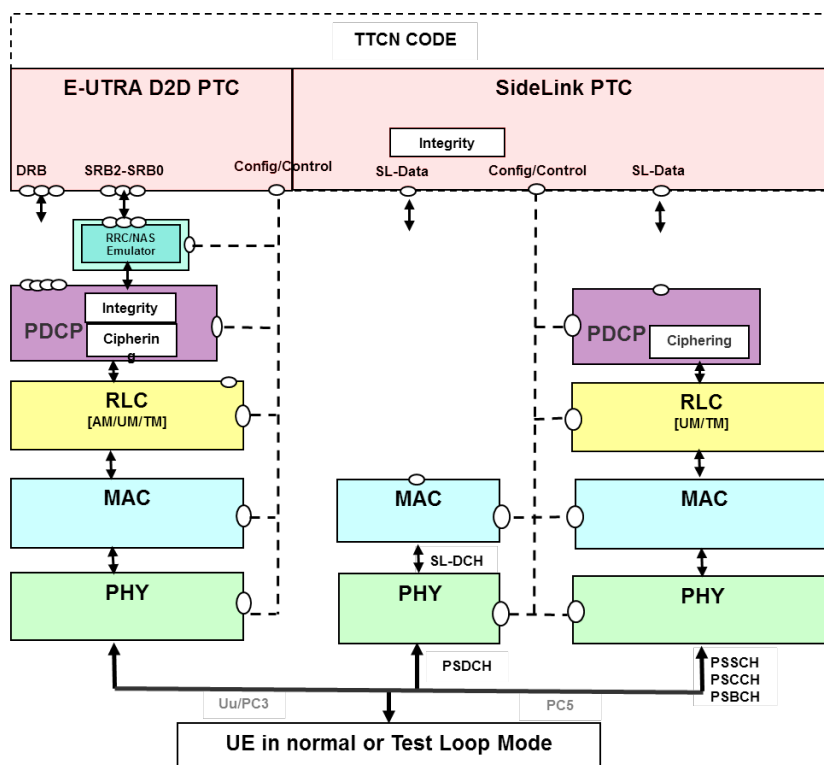 TTCN CODE
E-UTRA D2D PTC
SideLink PTC
Integrity
DRB
SRB2-SRB0
Config/Control
SL-Data
Config/Control
SL-Data
RRC/NAS
Emulator
PDCP
Integrity
Cipherin
g
PDCP
Ciphering
RLC
[AM/UM/TM]
RLC
[UM/TM]
MAC
MAC
MAC
SL-DCH
PHY
PHY
PHY
PSDCH
PSSCH
PSCCH
PSBCH
Uu/PC3
PC5
UE in normal or Test Loop Mode